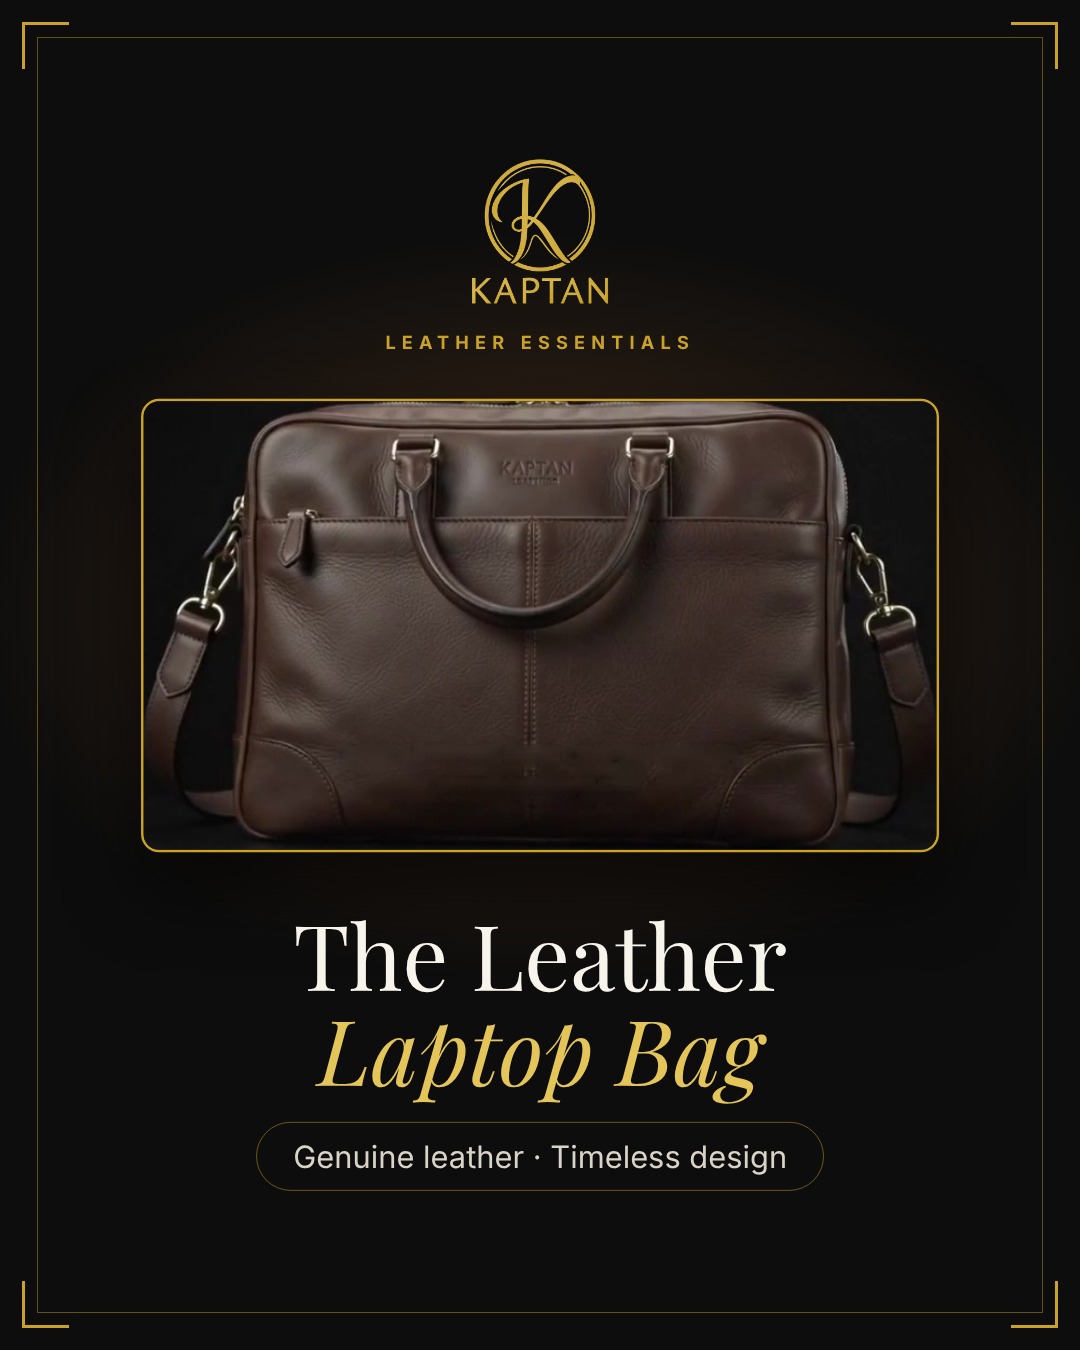 K
KAPTAN
LEATHER ESSENTIALS
KAPTAN
The Leather
Laptop Bag
Genuine leather · Timeless design